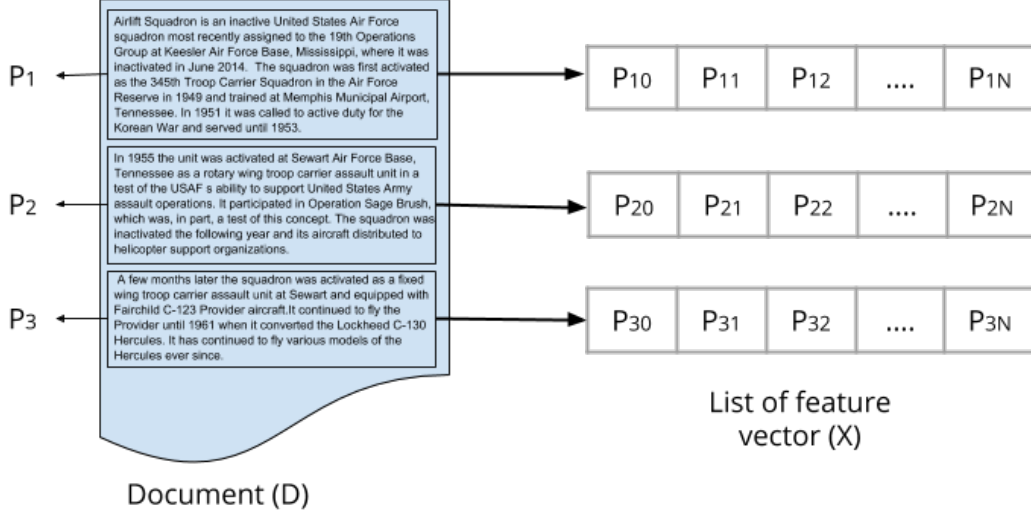 Airlift Squadron is an inactive United States Air Force
squadron most recently assigned to the 19th Operations
Group at Keesler Air Force Base, Mississippi, where it was
inactivated in June 2014.  The squadron was first activated
as the 345th Troop Carrier Squadron in the Air Force
Reserve in 1949 and trained at Memphis Municipal Airport,
Tennessee. In 1951 it was called to active duty for the
Korean War and served until 1953.
P1
P10 P11 P12 .... P1N
In 1955 the unit was activated at Sewart Air Force Base,
Tennessee as a rotary wing troop carrier assault unit in a
test of the USAF s ability to support United States Army
assault operations. It participated in Operation Sage Brush,
which was, in part, a test of this concept. The squadron was
inactivated the following year and its aircraft distributed to
helicopter support organizations.
P2
P20 P21 P22 .... P2N
A few months later the squadron was activated as a fixed
wing troop carrier assault unit at Sewart and equipped with
Fairchild C-123 Provider aircraft.It continued to fly the
Provider until 1961 when it converted the Lockheed C-130
Hercules. It has continued to fly various models of the
Hercules ever since.
P3
P30 P31 P32 .... P3N
List of feature
vector (X)
Document (D)